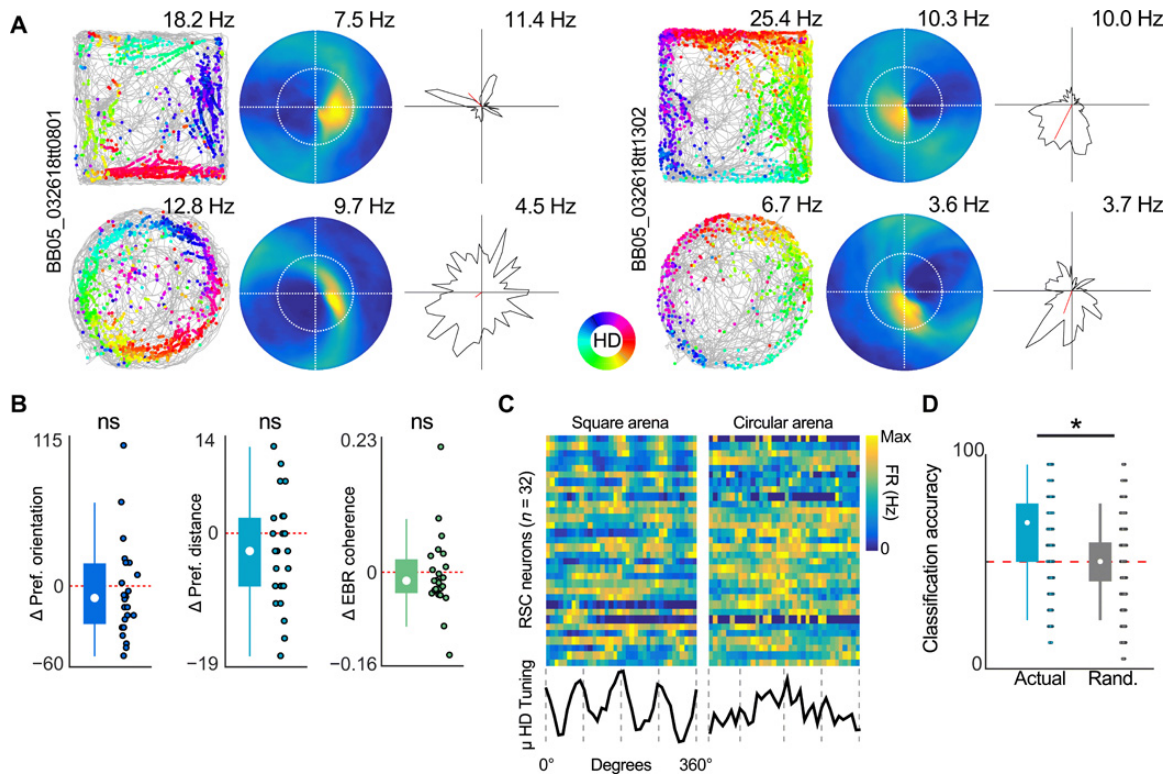 A
18.2 Hz
7.5 Hz
11.4 Hz
25.4 Hz
10.3 Hz
10.0 Hz
BB05_032618tt0801
BB05_032618tt1302
12.8 Hz
9.7 Hz
4.5 Hz
6.7 Hz
3.6 Hz
3.7 Hz
HD
B
ns
ns
ns
115
0
−60
Δ Pref. orientation
14
0
−19
Δ Pref. distance
0.23
0
−0.16
Δ EBR coherence
C
Square arena
Circular arena
RSC neurons (n = 32)
Max
FR (Hz)
0
μ HD Tuning
0°
Degrees
360°
D
*
100
0
Classification accuracy
Actual
Rand.